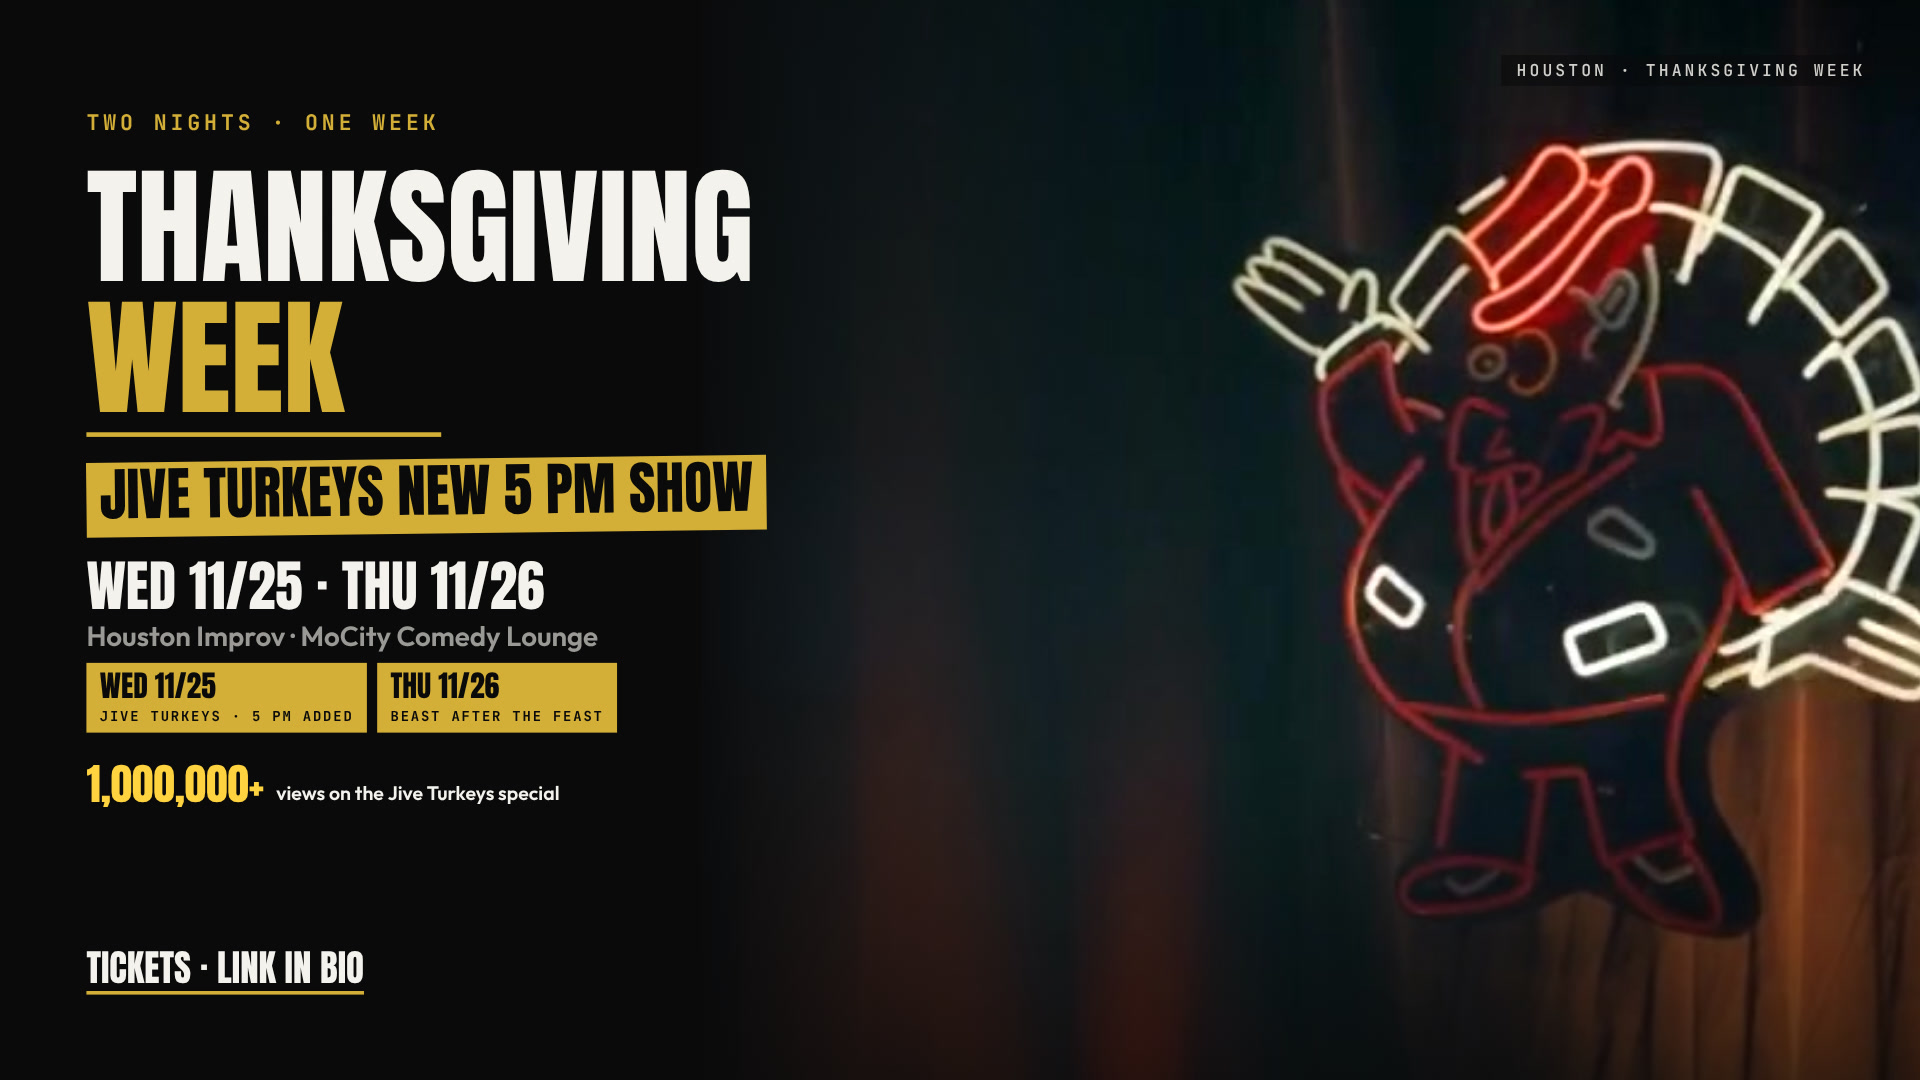 HOUSTON · THANKSGIVING WEEK
TWO NIGHTS · ONE WEEK
THANKSGIVING
WEEK
JIVE TURKEYS NEW 5 PM SHOW
WED 11/25 · THU 11/26
Houston Improv · MoCity Comedy Lounge
WED 11/25
JIVE TURKEYS · 5 PM ADDED
THU 11/26
BEAST AFTER THE FEAST
1,000,000+ views on the Jive Turkeys special
TICKETS · LINK IN BIO